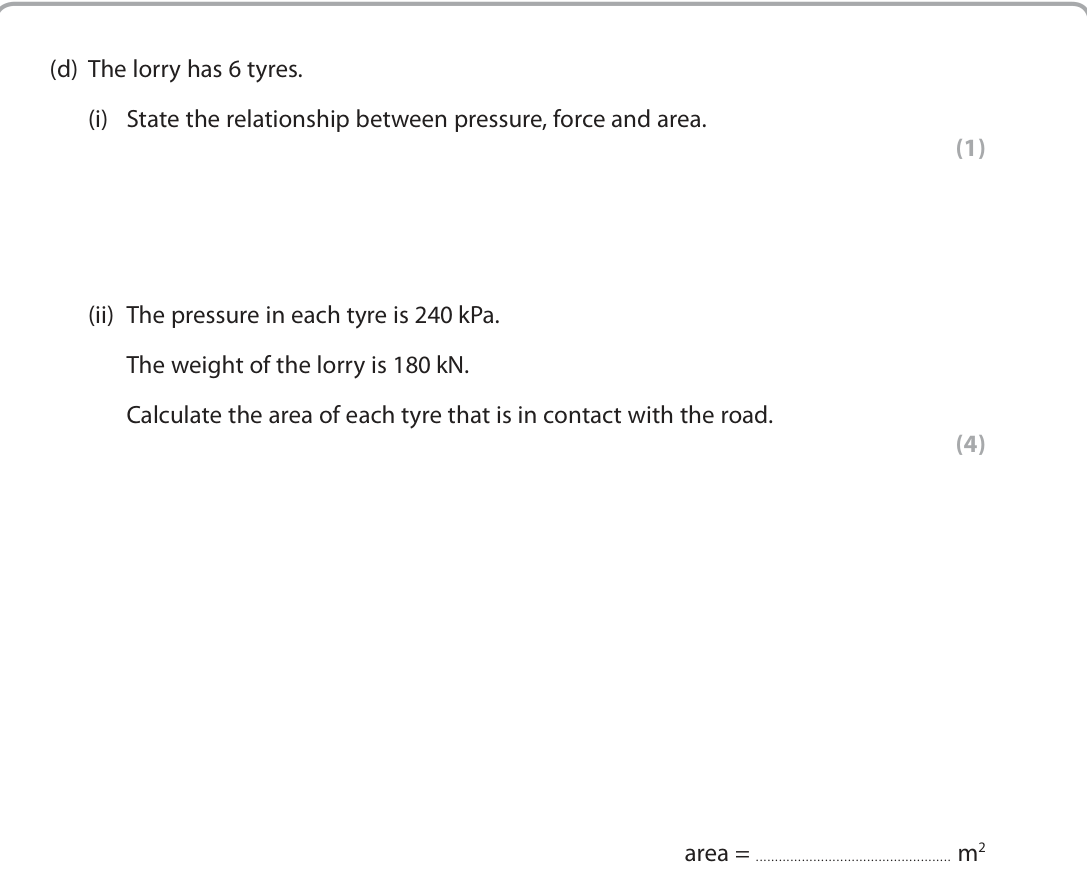 (d) The lorry has 6 tyres.
(i) State the relationship between pressure, force and area.
(1)
(ii) The pressure in each tyre is 240 kPa.
The weight of the lorry is 180 kN.
Calculate the area of each tyre that is in contact with the road.
(4)
area = .................................................. m²